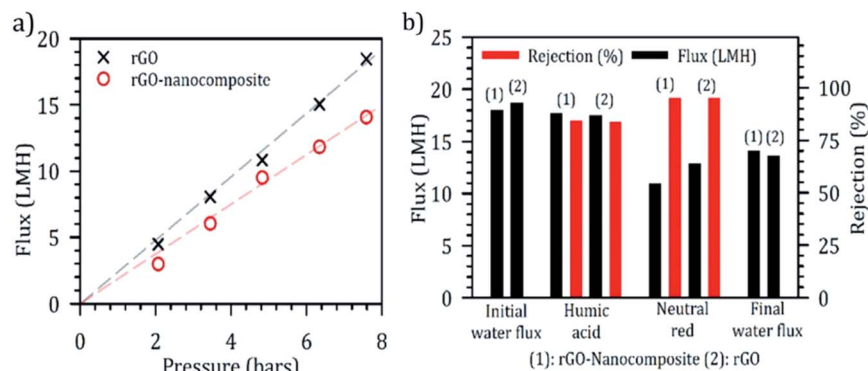 a)
20
15
10
5
0
Flux (LMH)
× rGO
rGO-nanocomposite
0 2 4 6 8
Pressure (bars)
b)
25
20
15
10
5
0
Flux (LMH)
Rejection (%) Flux (LMH)
(1) (2) (1) (2) (1) (2) (1) (2)
100
75
50
25
0
Rejection (%)
Initial Humic Neutral Final
water flux acid red water flux
(1): rGO-Nanocomposite (2): rGO